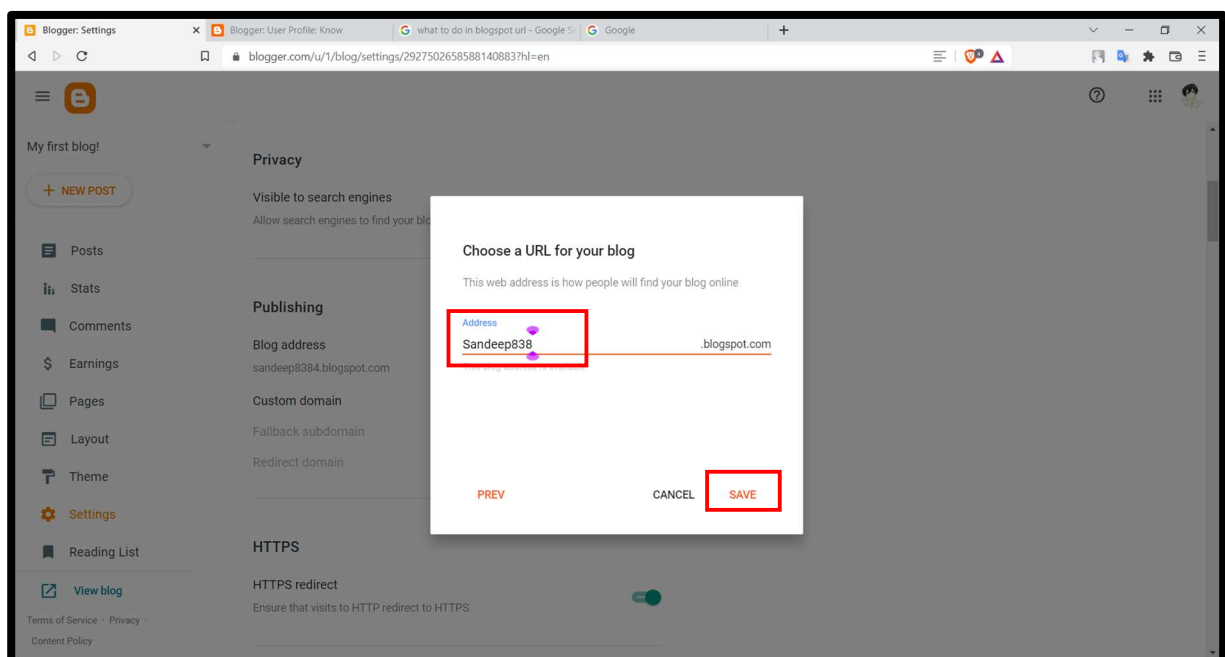 Blogger: Settings
Blogger: User Profile: Know
what to do in blogspot url - Google S
Google
blogger.com/u/1/blog/settings/2927502658588140883?hl=en
My first blog!
+ NEW POST
Posts
Stats
Comments
Earnings
Pages
Layout
Theme
Settings
Reading List
View blog
Terms of Service · Privacy ·
Content Policy
Privacy
Visible to search engines
Allow search engines to find your blo
Publishing
Blog address
sandeep8384.blogspot.com
Custom domain
Fallback subdomain
Redirect domain
HTTPS
HTTPS redirect
Ensure that visits to HTTP redirect to HTTPS
Choose a URL for your blog
This web address is how people will find your blog online
Address
Sandeep838 .blogspot.com
This blog address is available
PREV CANCEL SAVE